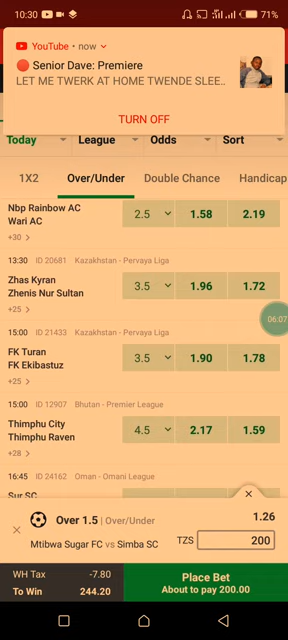 10:30
71%
YouTube • now
🔴 Senior Dave: Premiere
LET ME TWERK AT HOME TWENDE SLEE..
TURN OFF
Today League Odds Sort
1X2 Over/Under Double Chance Handicap
Nbp Rainbow AC
Wari AC
2.5 1.58 2.19
+30 >
13:30 ID 20681 Kazakhstan - Pervaya Liga
Zhas Kyran
Zhenis Nur Sultan
3.5 1.96 1.72
+25 >
15:00 ID 21433 Kazakhstan - Pervaya Liga
06:07
FK Turan
FK Ekibastuz
3.5 1.90 1.78
+25 >
15:00 ID 12907 Bhutan - Premier League
Thimphu City
Thimphu Raven
4.5 2.17 1.59
+28 >
16:45 ID 24162 Oman - Omani League
Sur SC
Over 1.5 | Over/Under 1.26
Mtibwa Sugar FC vs Simba SC TZS 200
WH Tax -7.80
To Win 244.20
Place Bet
About to pay 200.00